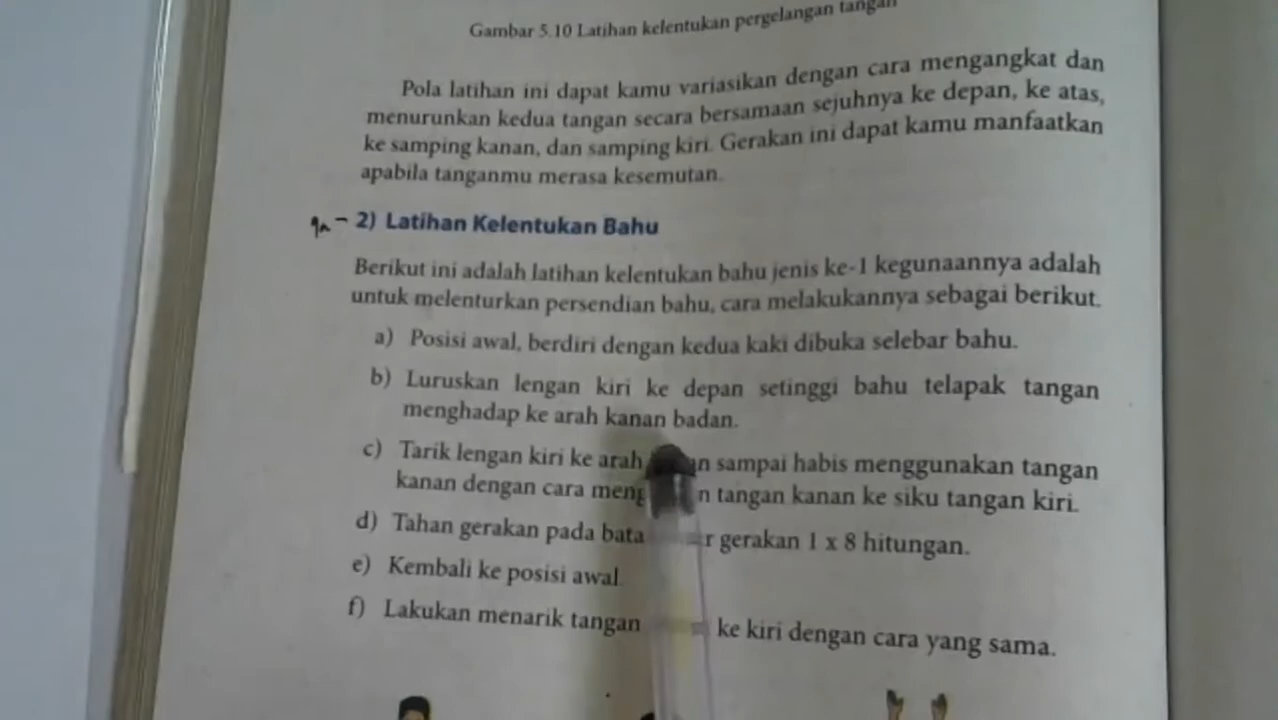 Gambar 5.10 Latihan kelentukan pergelangan tangan
Pola latihan ini dapat kamu variasikan dengan cara mengangkat dan
menurunkan kedua tangan secara bersamaan sejuhnya ke depan, ke atas,
ke samping kanan, dan samping kiri. Gerakan ini dapat kamu manfaatkan
apabila tanganmu merasa kesemutan.
2) Latihan Kelentukan Bahu
Berikut ini adalah latihan kelentukan bahu jenis ke-1 kegunaannya adalah
untuk melenturkan persendian bahu, cara melakukannya sebagai berikut.
a) Posisi awal, berdiri dengan kedua kaki dibuka selebar bahu.
b) Luruskan lengan kiri ke depan setinggi bahu telapak tangan
menghadap ke arah kanan badan.
c) Tarik lengan kiri ke arah sampai habis menggunakan tangan
kanan dengan cara tangan kanan ke siku tangan kiri.
d) Tahan gerakan pada gerakan 1 x 8 hitungan.
e) Kembali ke posisi awal
f) Lakukan menarik tangan ke kiri dengan cara yang sama.